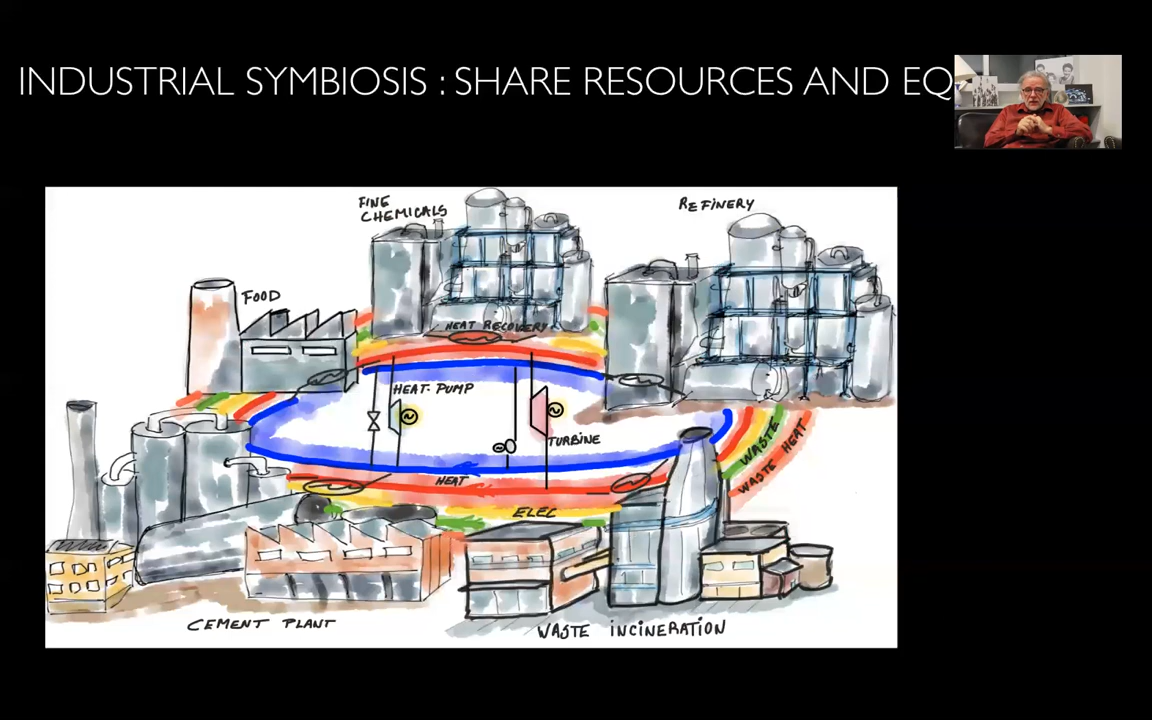 INDUSTRIAL SYMBIOSIS : SHARE RESOURCES AND EQ
FINE
CHEMICALS
REFINERY
FOOD
HEAT RECOVERY
HEAT PUMP
TURBINE
WASTE
WASTE HEAT
HEAT
ELEC
CEMENT PLANT
WASTE INCINERATION